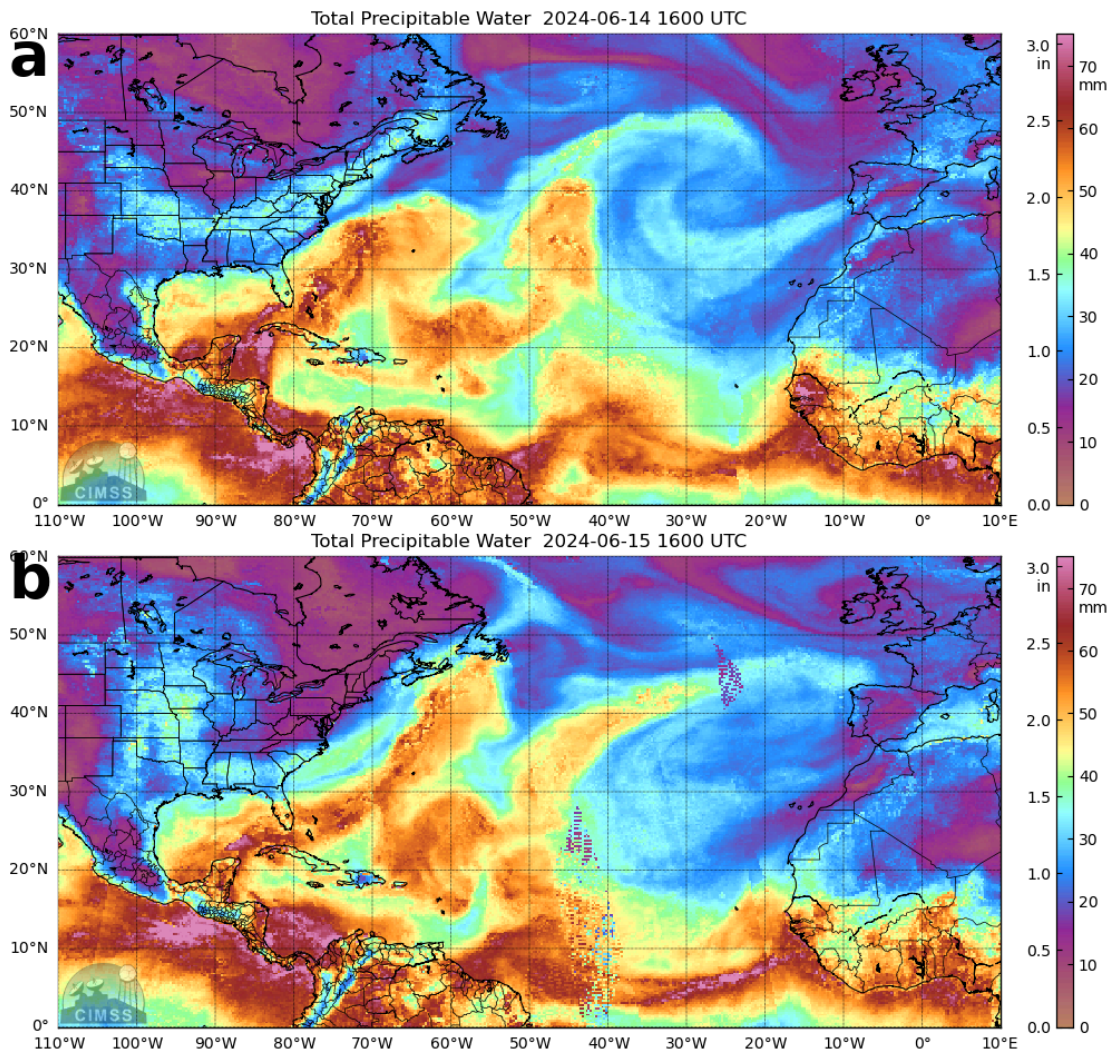 Total Precipitable Water 2024-06-14 1600 UTC
a
60°N
50°N
40°N
30°N
20°N
10°N
0°
110°W 100°W 90°W 80°W 70°W 60°W 50°W 40°W 30°W 20°W 10°W 0° 10°E
CIMSS
3.0
in
2.5
2.0
1.5
1.0
0.5
0.0
70
mm
60
50
40
30
20
10
0
Total Precipitable Water 2024-06-15 1600 UTC
b
60°N
50°N
40°N
30°N
20°N
10°N
0°
110°W 100°W 90°W 80°W 70°W 60°W 50°W 40°W 30°W 20°W 10°W 0° 10°E
CIMSS
3.0
in
2.5
2.0
1.5
1.0
0.5
0.0
70
mm
60
50
40
30
20
10
0